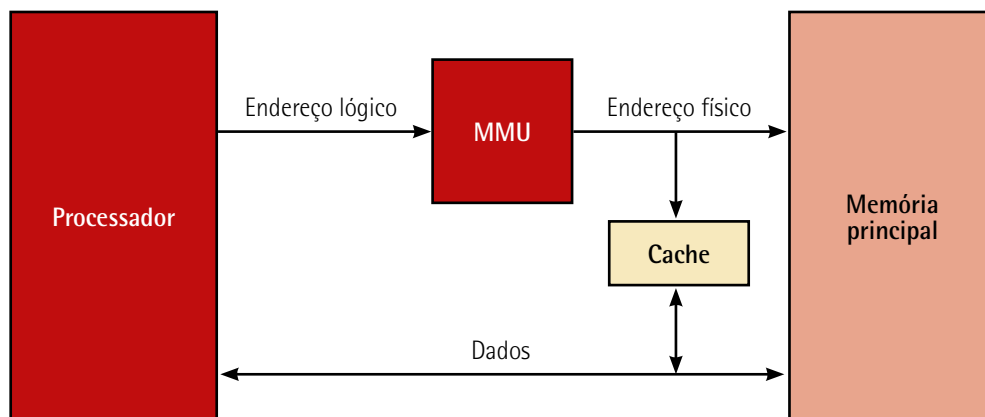 Endereço lógico
Endereço físico
MMU
Processador
Memória
principal
Cache
Dados